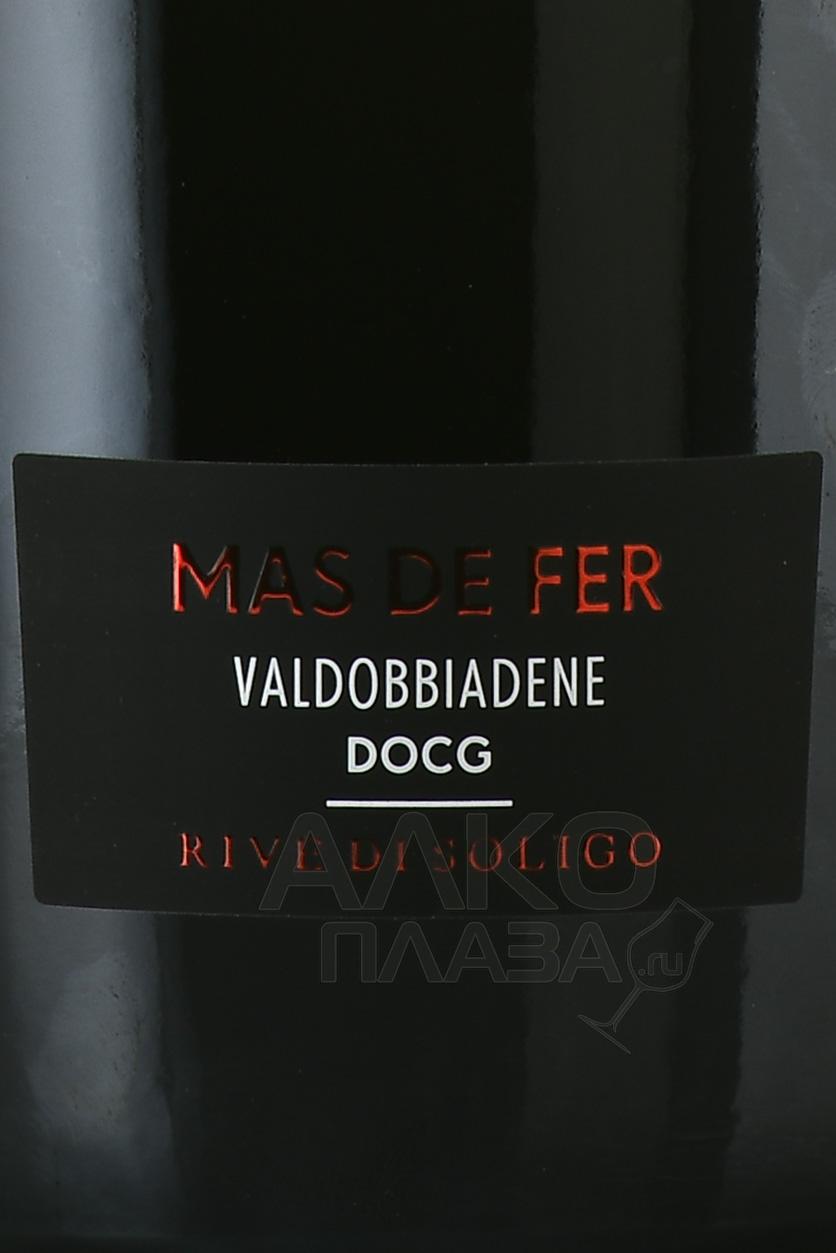 MAS DE FER
VALDOBBIADENE
DOCG
RIVE DI SOLIGO
АЛКО
ПЛАЗА
.ru